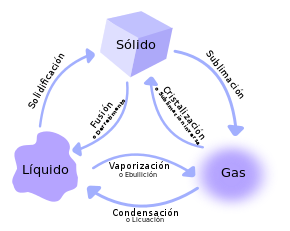 Sólido
Solidificación
Sublimación
Fusión
o Derretimiento
Cristalización
o Sublimación inversa
Líquido
Vaporización
o Ebullición
Gas
Condensación
o Licuación